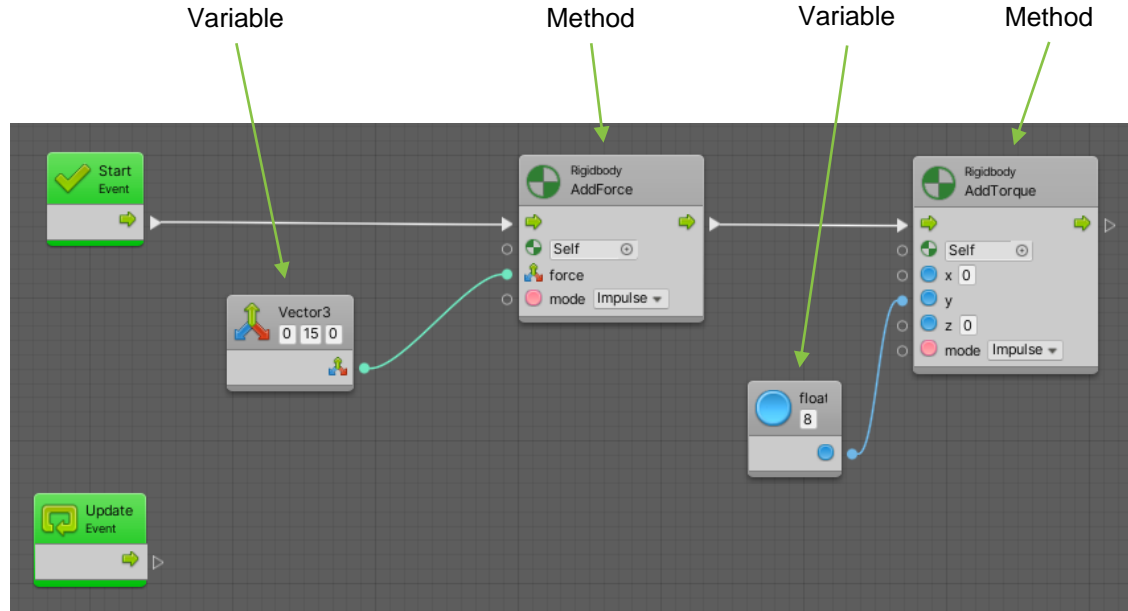 Variable
Method
Variable
Method
Start
Event
Rigidbody
AddForce
Self
force
mode Impulse
Rigidbody
AddTorque
Self
x 0
y
z 0
mode Impulse
Vector3
0 15 0
float
8
Update
Event